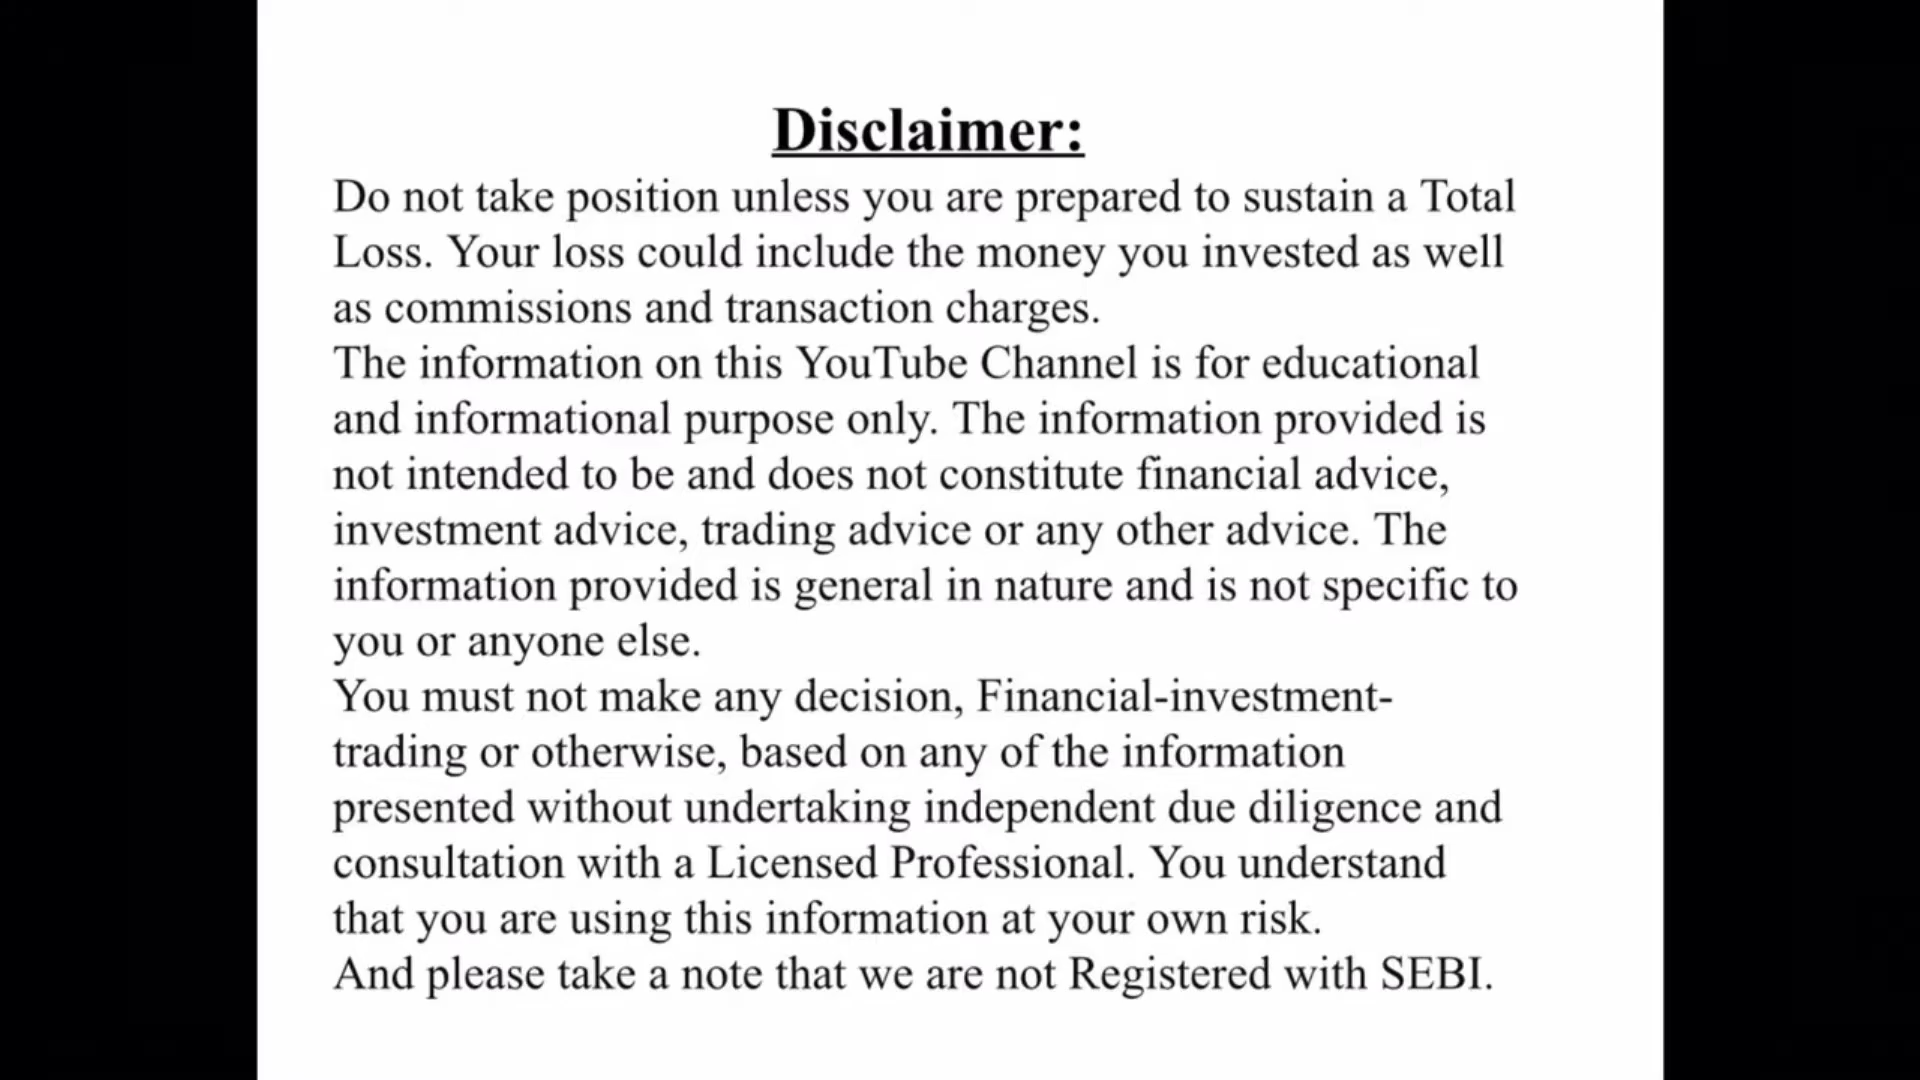 Disclaimer:
Do not take position unless you are prepared to sustain a Total
Loss. Your loss could include the money you invested as well
as commissions and transaction charges.
The information on this YouTube Channel is for educational
and informational purpose only. The information provided is
not intended to be and does not constitute financial advice,
investment advice, trading advice or any other advice. The
information provided is general in nature and is not specific to
you or anyone else.
You must not make any decision, Financial-investment-
trading or otherwise, based on any of the information
presented without undertaking independent due diligence and
consultation with a Licensed Professional. You understand
that you are using this information at your own risk.
And please take a note that we are not Registered with SEBI.